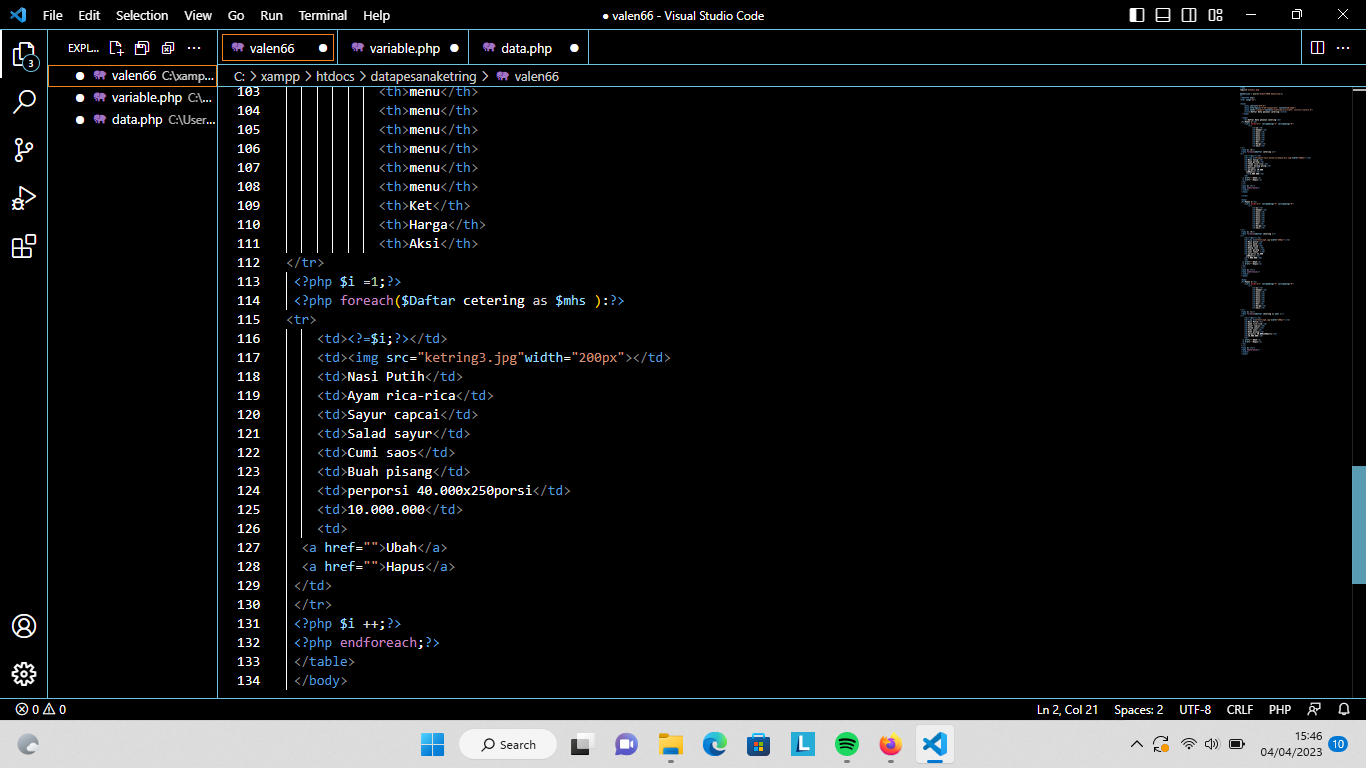 File Edit Selection View Go Run Terminal Help ● valen66 - Visual Studio Code
EXPL... valen66 variable.php data.php
valen66 C:\xamp...
variable.php C:\...
data.php C:\User...
3
C: > xampp > htdocs > datapesanaketring > valen66
103 <th>menu</th>
104 <th>menu</th>
105 <th>menu</th>
106 <th>menu</th>
107 <th>menu</th>
108 <th>menu</th>
109 <th>Ket</th>
110 <th>Harga</th>
111 <th>Aksi</th>
112 </tr>
113 <?php $i =1;?>
114 <?php foreach($Daftar cetering as $mhs ):?>
115 <tr>
116 <td><?=$i;?></td>
117 <td><img src="ketring3.jpg"width="200px"></td>
118 <td>Nasi Putih</td>
119 <td>Ayam rica-rica</td>
120 <td>Sayur capcai</td>
121 <td>Salad sayur</td>
122 <td>Cumi saos</td>
123 <td>Buah pisang</td>
124 <td>perporsi 40.000x250porsi</td>
125 <td>10.000.000</td>
126 <td>
127 <a href="">Ubah</a>
128 <a href="">Hapus</a>
129 </td>
130 </tr>
131 <?php $i ++;?>
132 <?php endforeach;?>
133 </table>
134 </body>
0 0 Ln 2, Col 21 Spaces: 2 UTF-8 CRLF PHP
Search
L
15:46
04/04/2023 10